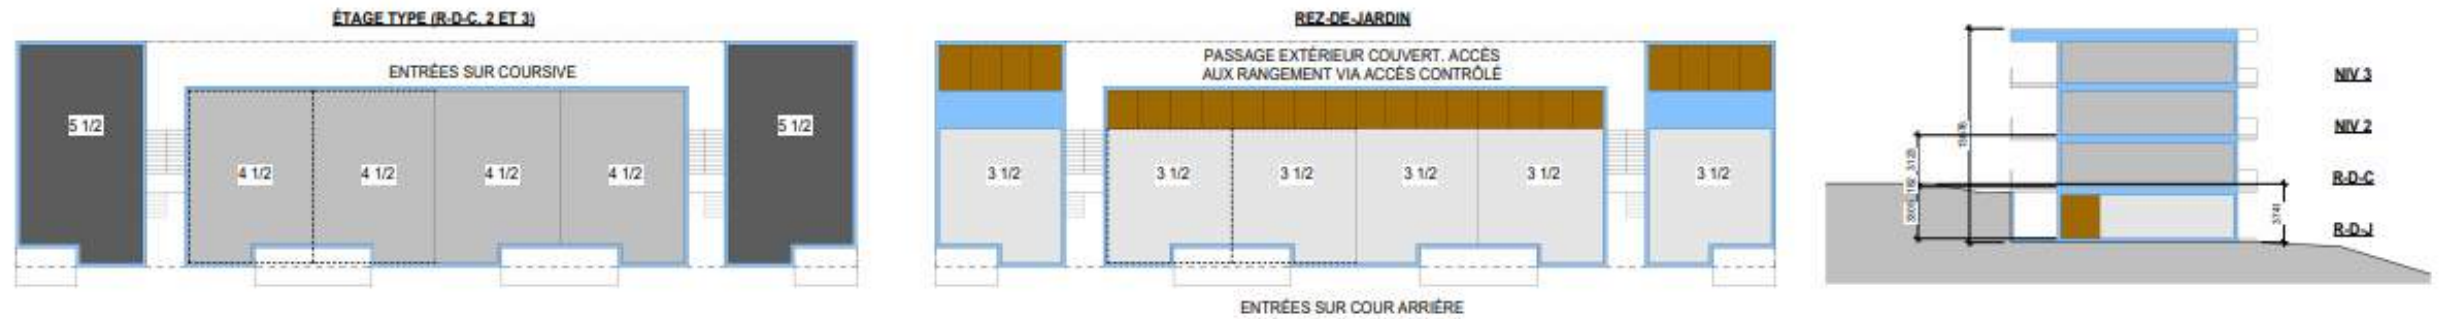 ÉTAGE TYPE (R-D-C, 2 ET 3)
ENTRÉES SUR COURSIVE
5 1/2
5 1/2
4 1/2
4 1/2
4 1/2
4 1/2
REZ-DE-JARDIN
PASSAGE EXTÉRIEUR COUVERT. ACCÈS
AUX RANGEMENT VIA ACCÈS CONTRÔLÉ
3 1/2
3 1/2
3 1/2
3 1/2
3 1/2
3 1/2
ENTRÉES SUR COUR ARRIÈRE
NIV 3
NIV 2
R-D-C
R-D-J
3123
3741